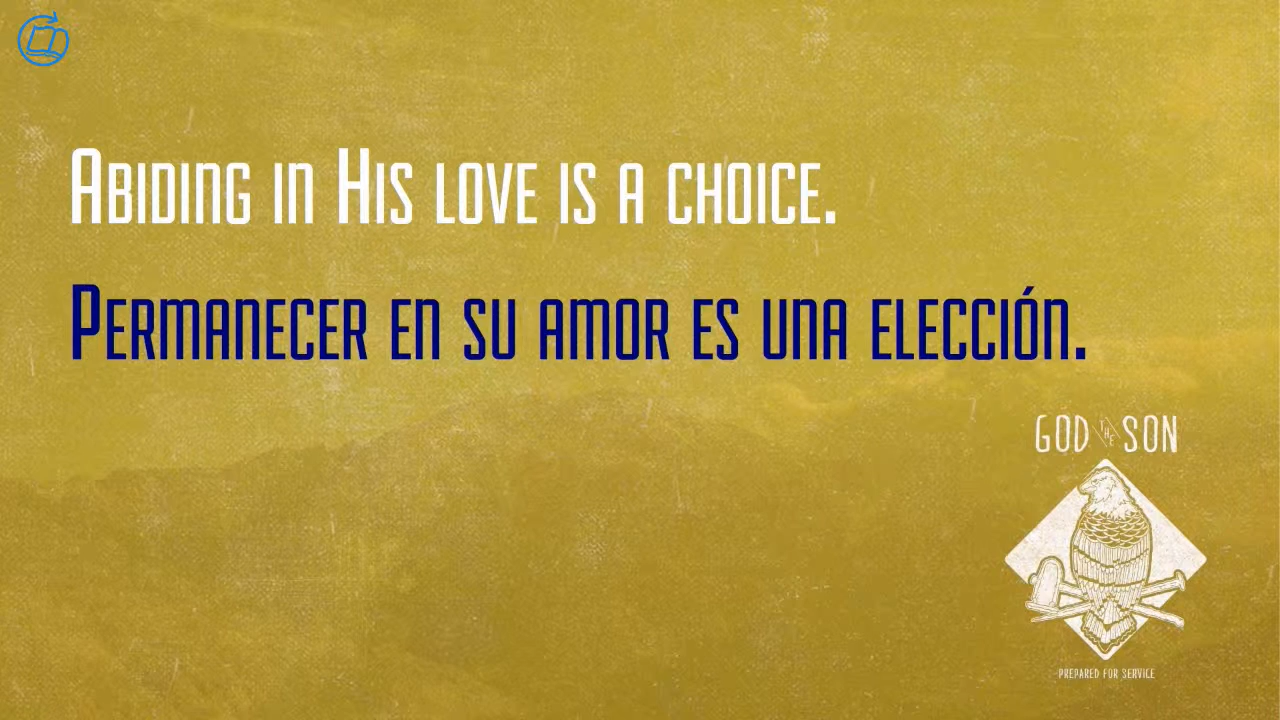 Abiding in His love is a choice.
Permanecer en su amor es una elección.
GOD THE SON
PREPARED FOR SERVICE